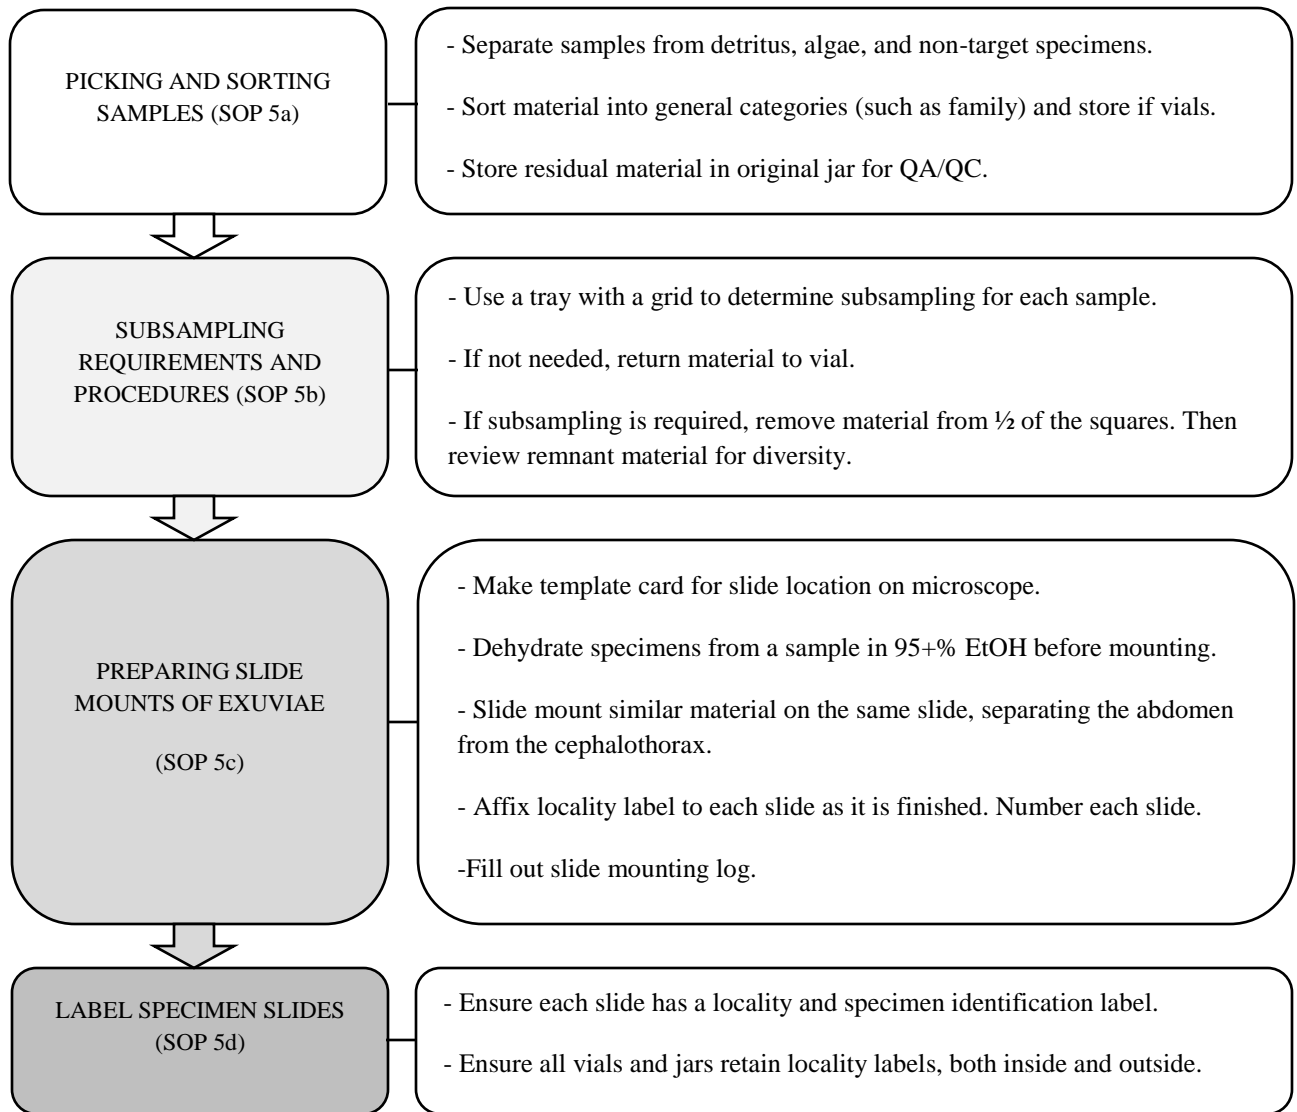 PICKING AND SORTING
SAMPLES (SOP 5a)
- Separate samples from detritus, algae, and non-target specimens.
- Sort material into general categories (such as family) and store if vials.
- Store residual material in original jar for QA/QC.
SUBSAMPLING
REQUIREMENTS AND
PROCEDURES (SOP 5b)
- Use a tray with a grid to determine subsampling for each sample.
- If not needed, return material to vial.
- If subsampling is required, remove material from ½ of the squares. Then
review remnant material for diversity.
PREPARING SLIDE
MOUNTS OF EXUVIAE
(SOP 5c)
- Make template card for slide location on microscope.
- Dehydrate specimens from a sample in 95+% EtOH before mounting.
- Slide mount similar material on the same slide, separating the abdomen
from the cephalothorax.
- Affix locality label to each slide as it is finished. Number each slide.
-Fill out slide mounting log.
LABEL SPECIMEN SLIDES
(SOP 5d)
- Ensure each slide has a locality and specimen identification label.
- Ensure all vials and jars retain locality labels, both inside and outside.